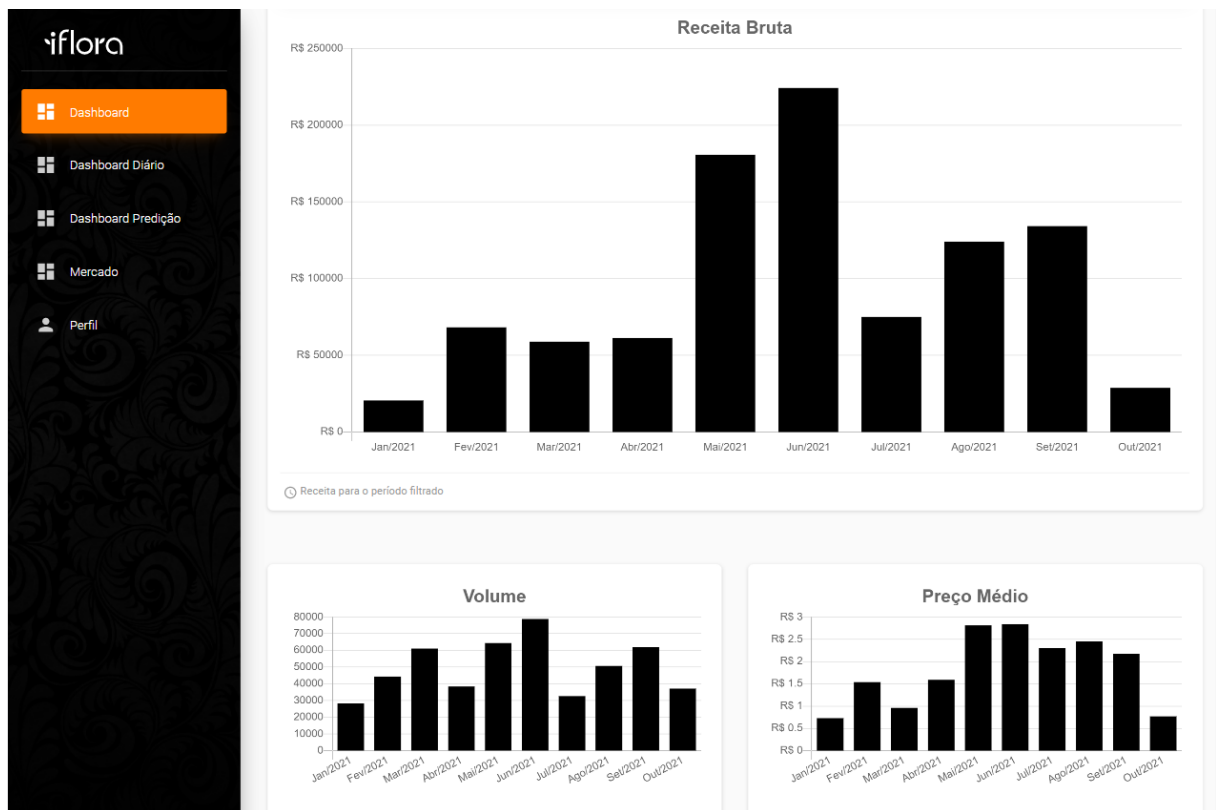 iflora
Dashboard
Dashboard Diário
Dashboard Predição
Mercado
Perfil
Receita Bruta
R$ 250000
R$ 200000
R$ 150000
R$ 100000
R$ 50000
R$ 0
Jan/2021 Fev/2021 Mar/2021 Abr/2021 Mai/2021 Jun/2021 Jul/2021 Ago/2021 Set/2021 Out/2021
Receita para o período filtrado
Volume
80000
70000
60000
50000
40000
30000
20000
10000
0
Jan/2021 Fev/2021 Mar/2021 Abr/2021 Mai/2021 Jun/2021 Jul/2021 Ago/2021 Set/2021 Out/2021
Preço Médio
R$ 3
R$ 2.5
R$ 2
R$ 1.5
R$ 1
R$ 0.5
R$ 0
Jan/2021 Fev/2021 Mar/2021 Abr/2021 Mai/2021 Jun/2021 Jul/2021 Ago/2021 Set/2021 Out/2021